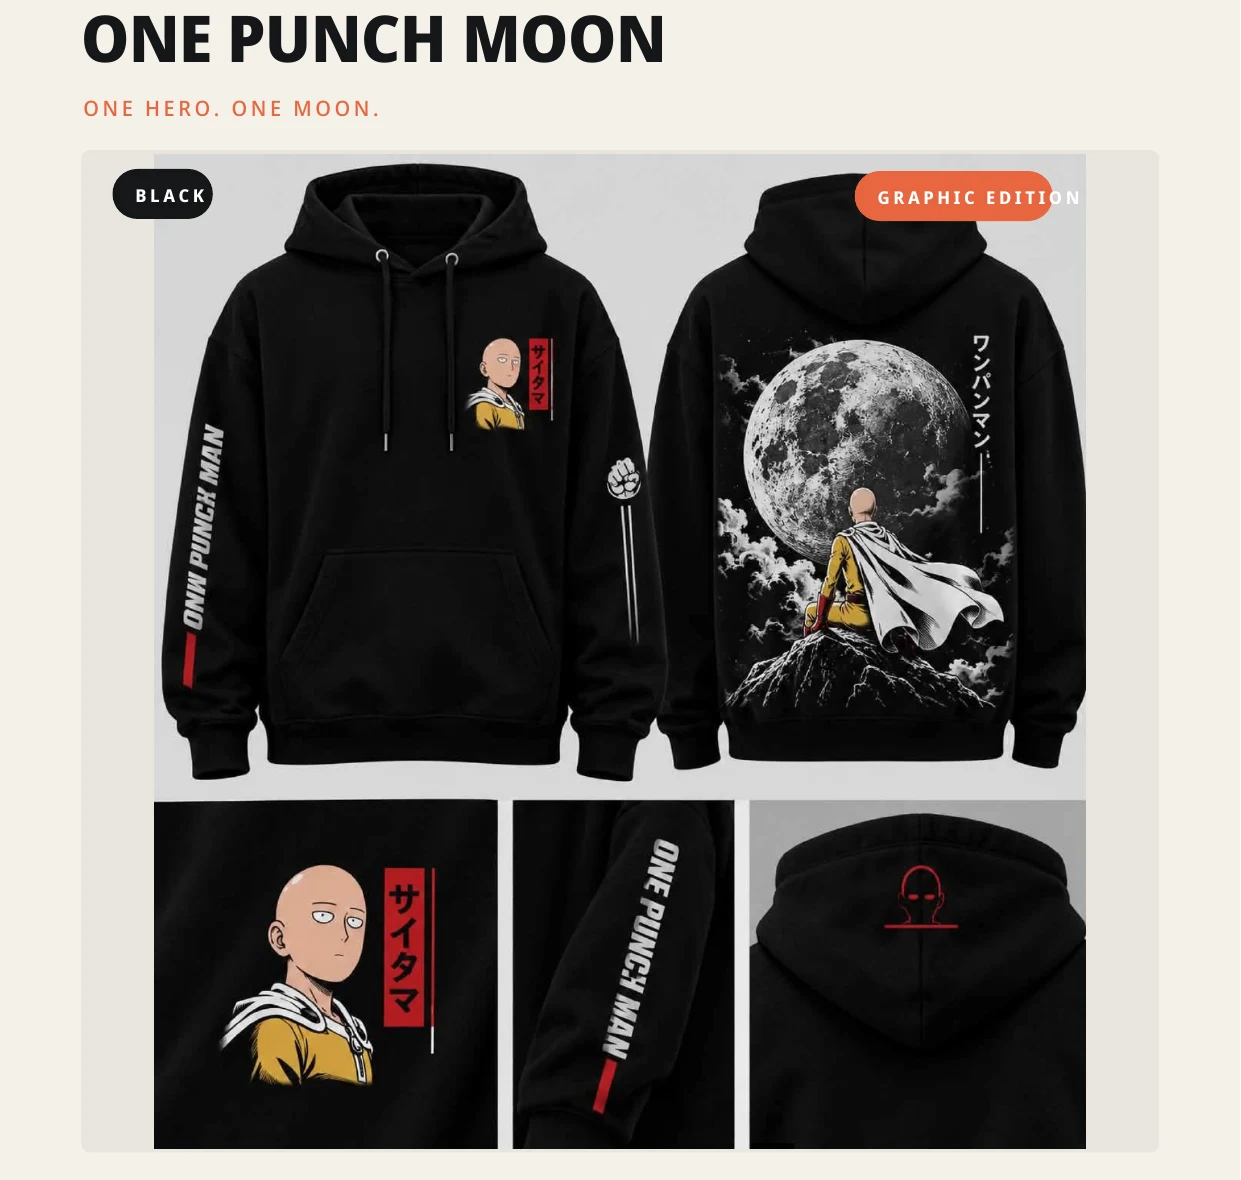 ONE PUNCH MOON
ONE HERO. ONE MOON.
BLACK
GRAPHIC EDITION
サイタマ
ONW PUNCK MAN
ワンパンマン
サイタマ
ONE PUNCH MAN